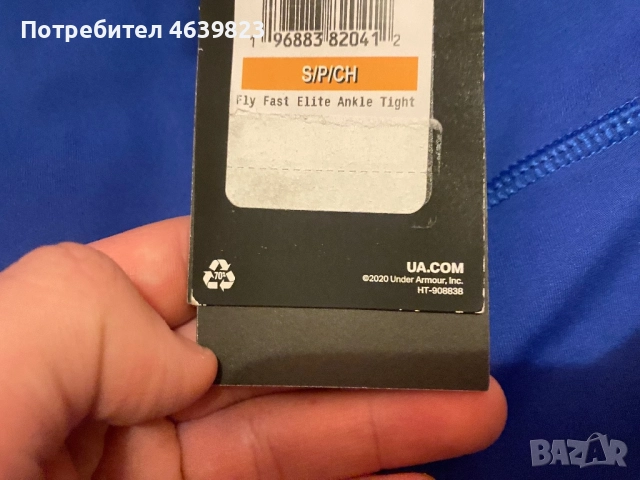 Потребител 4639823
1 96883 82041 2
S/P/CH
Fly Fast Elite Ankle Tight
70%
UA.COM
©2020 Under Armour, Inc.
HT-908838
BAZAR